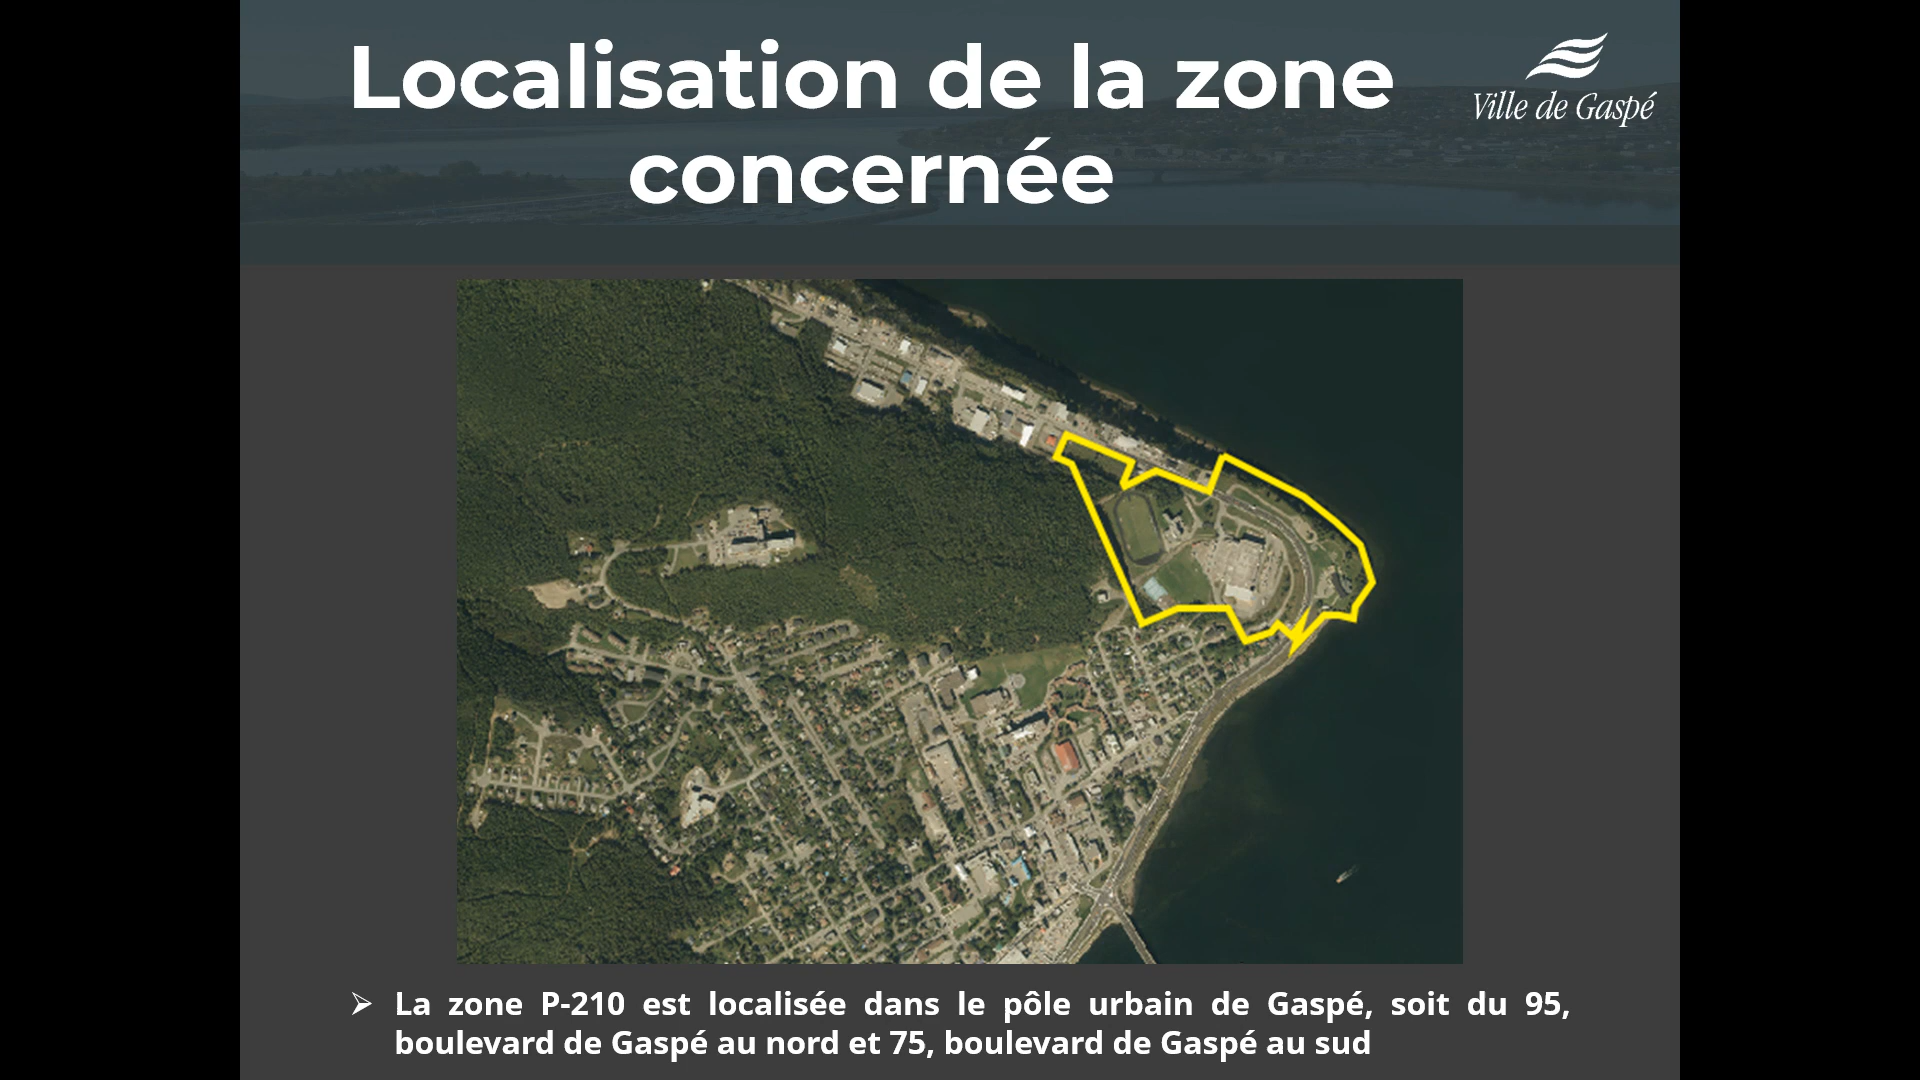 Localisation de la zone
concernée
Ville de Gaspé
➢ La zone P-210 est localisée dans le pôle urbain de Gaspé, soit du 95,
boulevard de Gaspé au nord et 75, boulevard de Gaspé au sud